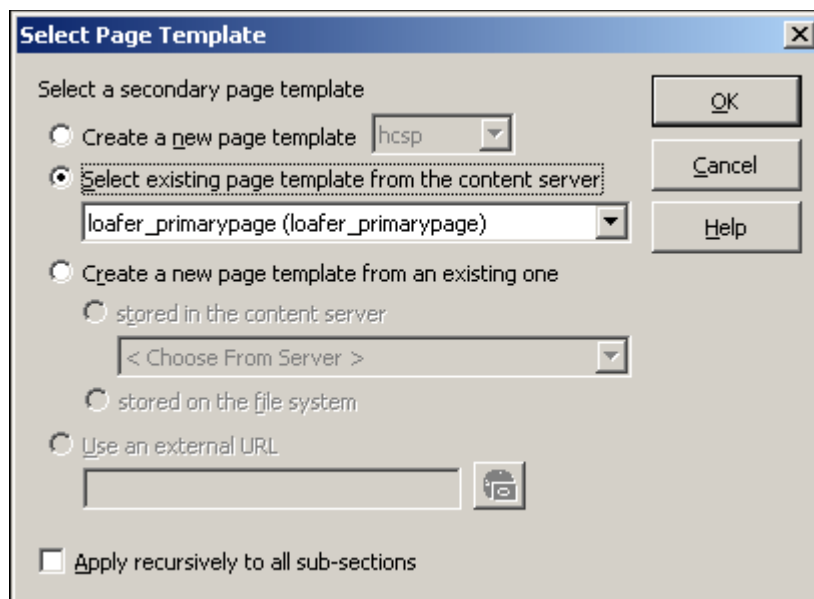 Select Page Template
Select a secondary page template
OK
Create a new page template hcsp
Select existing page template from the content server
Cancel
loafer_primarypage (loafer_primarypage)
Help
Create a new page template from an existing one
stored in the content server
< Choose From Server >
stored on the file system
Use an external URL
Apply recursively to all sub-sections